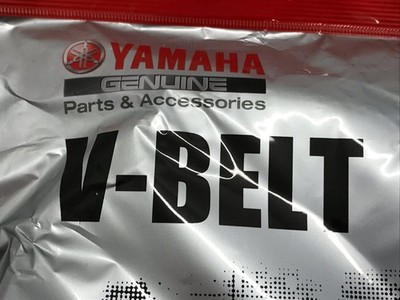 YAMAHA
GENUINE
Parts & Accessories
V-BELT